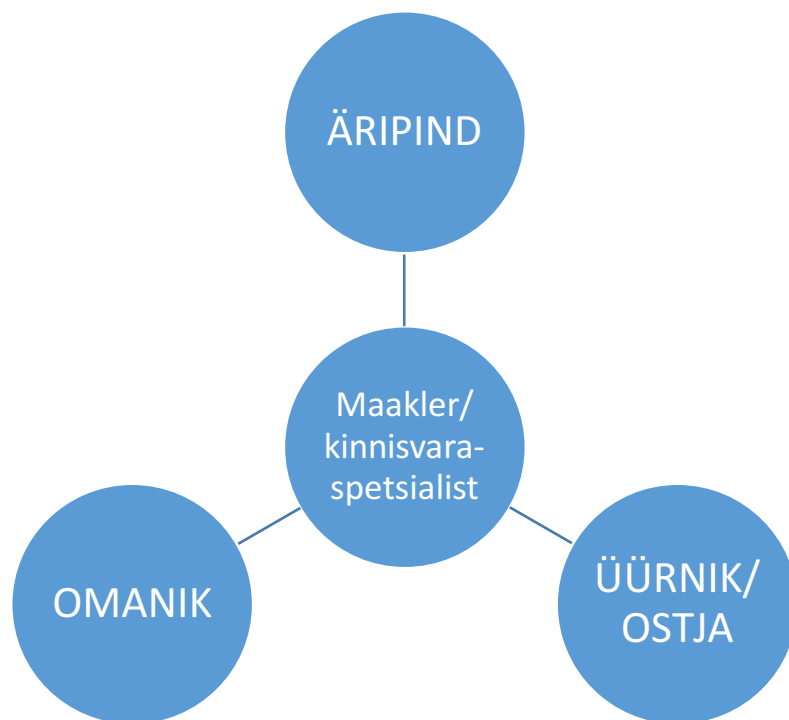 ÄRIPIND
Maakler/
kinnisvara-
spetsialist
OMANIK
ÜÜRNIK/
OSTJA